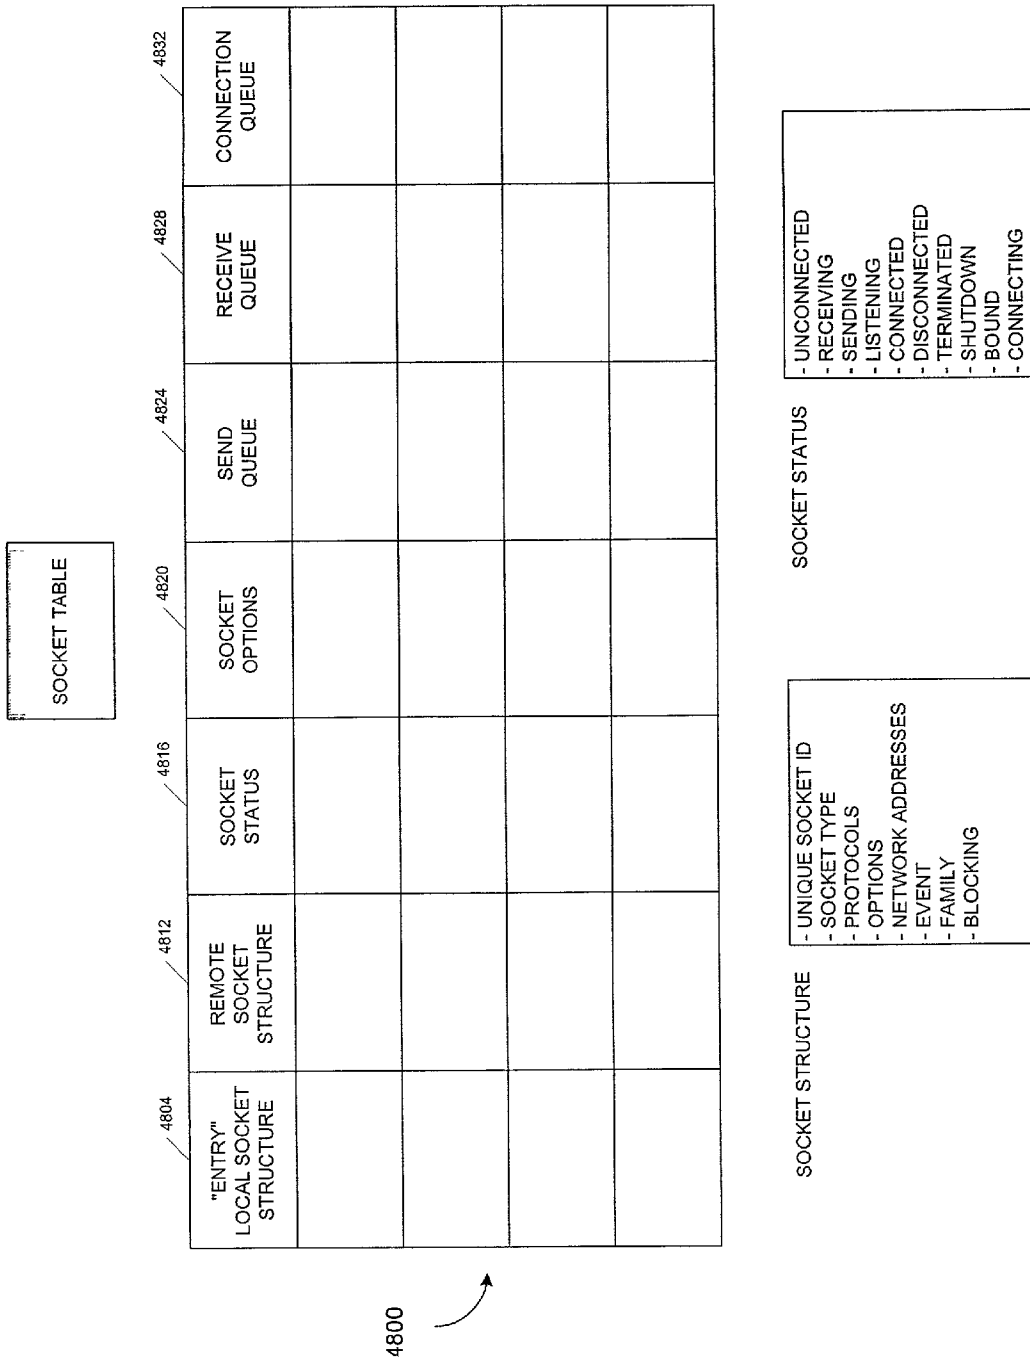 SOCKET TABLE
4804
4812
4816
4820
4824
4828
4832
"ENTRY"
LOCAL SOCKET
STRUCTURE
REMOTE
SOCKET
STRUCTURE
SOCKET
STATUS
SOCKET
OPTIONS
SEND
QUEUE
RECEIVE
QUEUE
CONNECTION
QUEUE
4800
SOCKET STRUCTURE
- UNIQUE SOCKET ID
- SOCKET TYPE
- PROTOCOLS
- OPTIONS
- NETWORK ADDRESSES
- EVENT
- FAMILY
- BLOCKING
SOCKET STATUS
- UNCONNECTED
- RECEIVING
- SENDING
- LISTENING
- CONNECTED
- DISCONNECTED
- TERMINATED
- SHUTDOWN
- BOUND
- CONNECTING